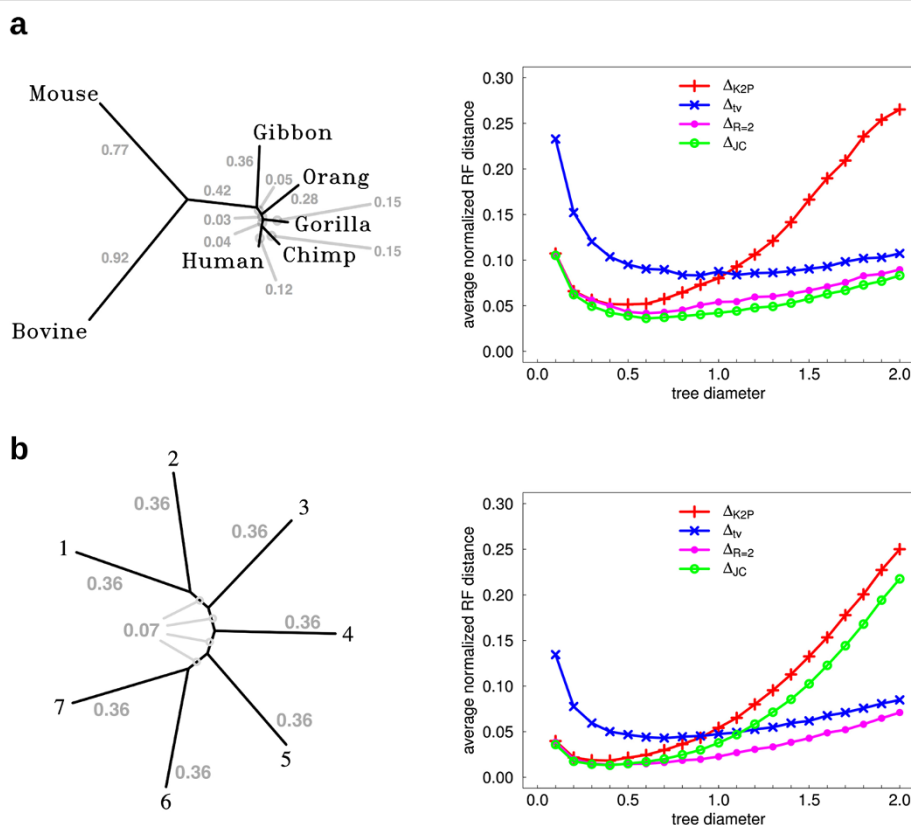 a
Mouse
0.77
Gibbon
0.36
0.05
Orang
0.42
0.28
0.15
0.03
Gorilla
0.04
Human
Chimp
0.15
0.92
0.12
Bovine
average normalized RF distance
0.30
0.25
0.20
0.15
0.10
0.05
0.00
ΔK2P
Δtv
ΔR=2
ΔJC
0.0 0.5 1.0 1.5 2.0
tree diameter
b
2
0.36
3
0.36
1
0.36
0.07
0.36
4
7
0.36
0.36
5
0.36
6
average normalized RF distance
0.30
0.25
0.20
0.15
0.10
0.05
0.00
ΔK2P
Δtv
ΔR=2
ΔJC
0.0 0.5 1.0 1.5 2.0
tree diameter